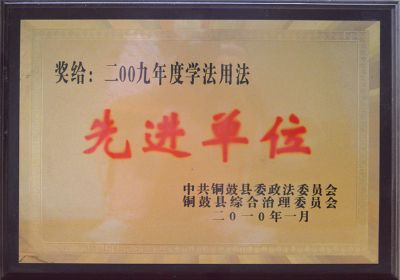 奖给：二00九年度学法用法
先进单位
中共铜鼓县委政法委员会
铜鼓县综合治理委员会
二〇一〇年一月